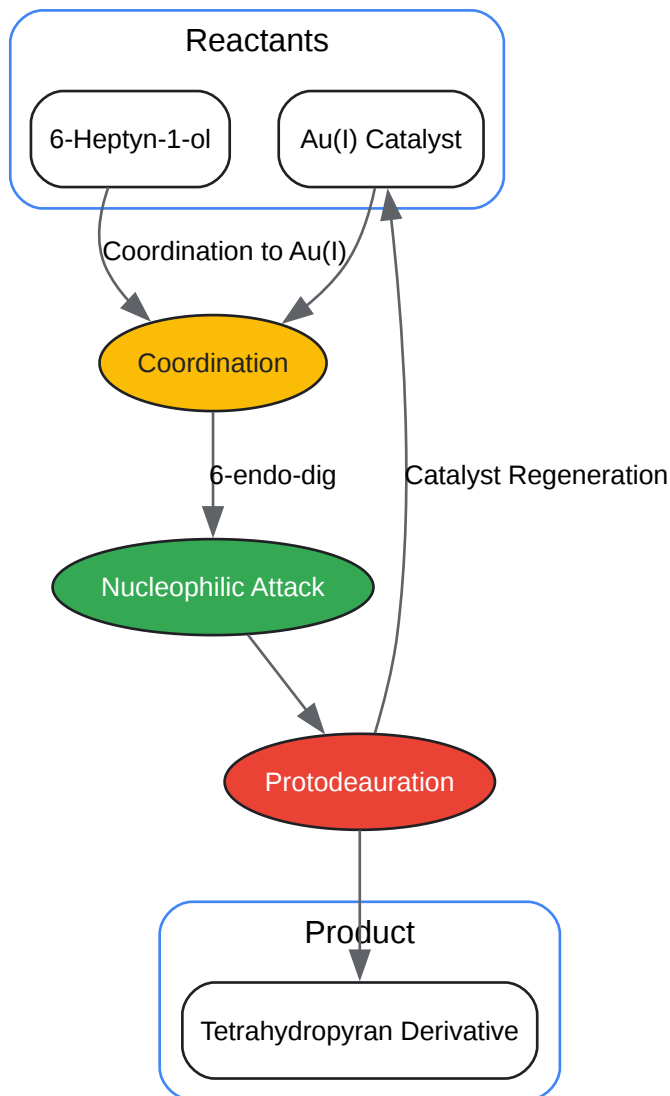 Reactants
6-Heptyn-1-ol
Au(I) Catalyst
Coordination to Au(I)
Coordination
6-endo-dig
Catalyst Regeneration
Nucleophilic Attack
Protodeauration
Product
Tetrahydropyran Derivative